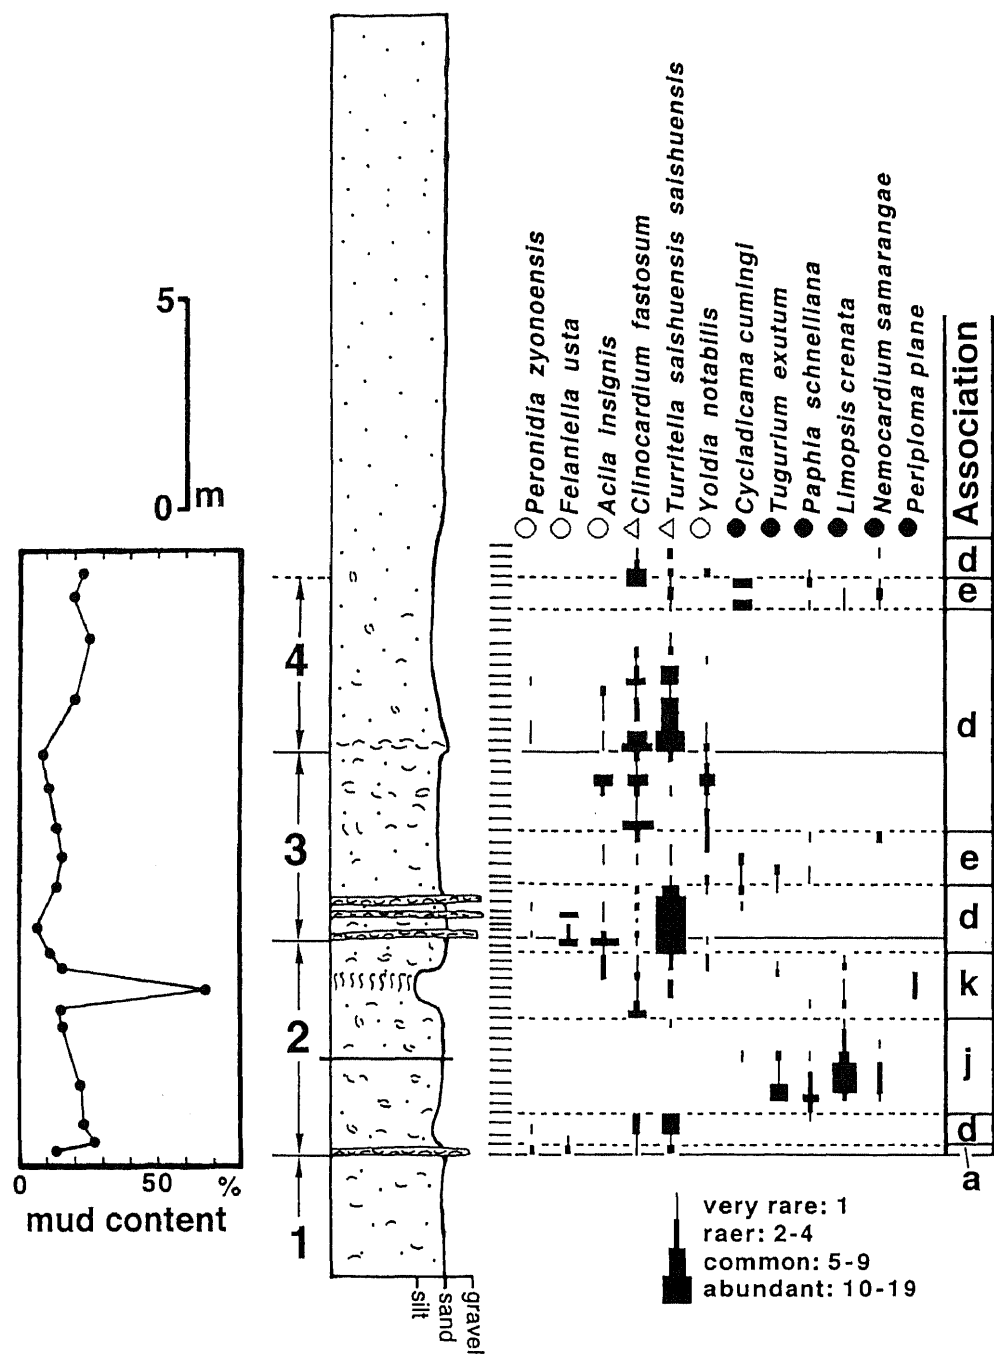 5
0 m
Peronidia zyonoensis
Felaniella usta
Acila Insignis
Clinocardium fastosum
Turritella saishuensis saishuensis
Yoldia notabilis
Cycladicama cumingi
Tugurium exutum
Paphia schnelliana
Limopsis crenata
Nemocardium samarangae
Periploma plane
Association
d
e
d
e
d
k
j
d
a
4
3
2
1
0 50 %
mud content
silt
sand
gravel
very rare: 1
raer: 2-4
common: 5-9
abundant: 10-19